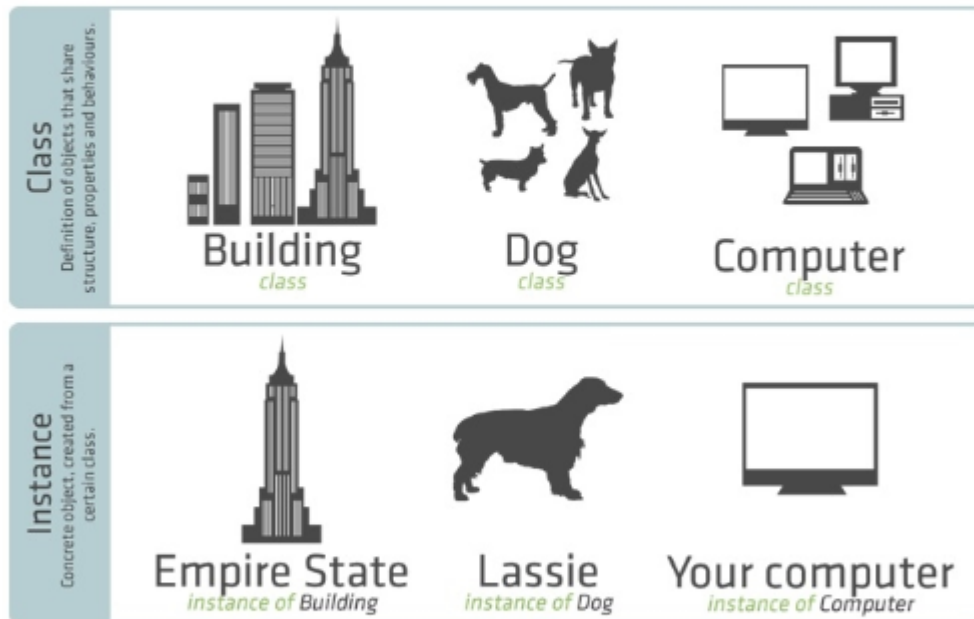 Class
Definition of objects that share
structure, properties and behaviours.
Building
class
Dog
class
Computer
class
Instance
Concrete object, created from a
certain class.
Empire State
instance of Building
Lassie
instance of Dog
Your computer
instance of Computer